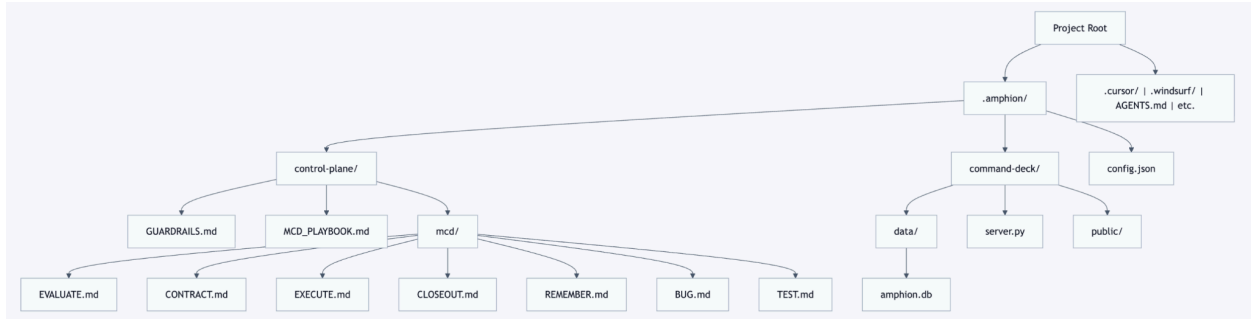 Project Root
.amphion/
.cursor/ | .windsurf/ |
AGENTS.md | etc.
control-plane/
command-deck/
config.json
GUARDRAILS.md
MCD_PLAYBOOK.md
mcd/
data/
server.py
public/
EVALUATE.md
CONTRACT.md
EXECUTE.md
CLOSEOUT.md
REMEMBER.md
BUG.md
TEST.md
amphion.db